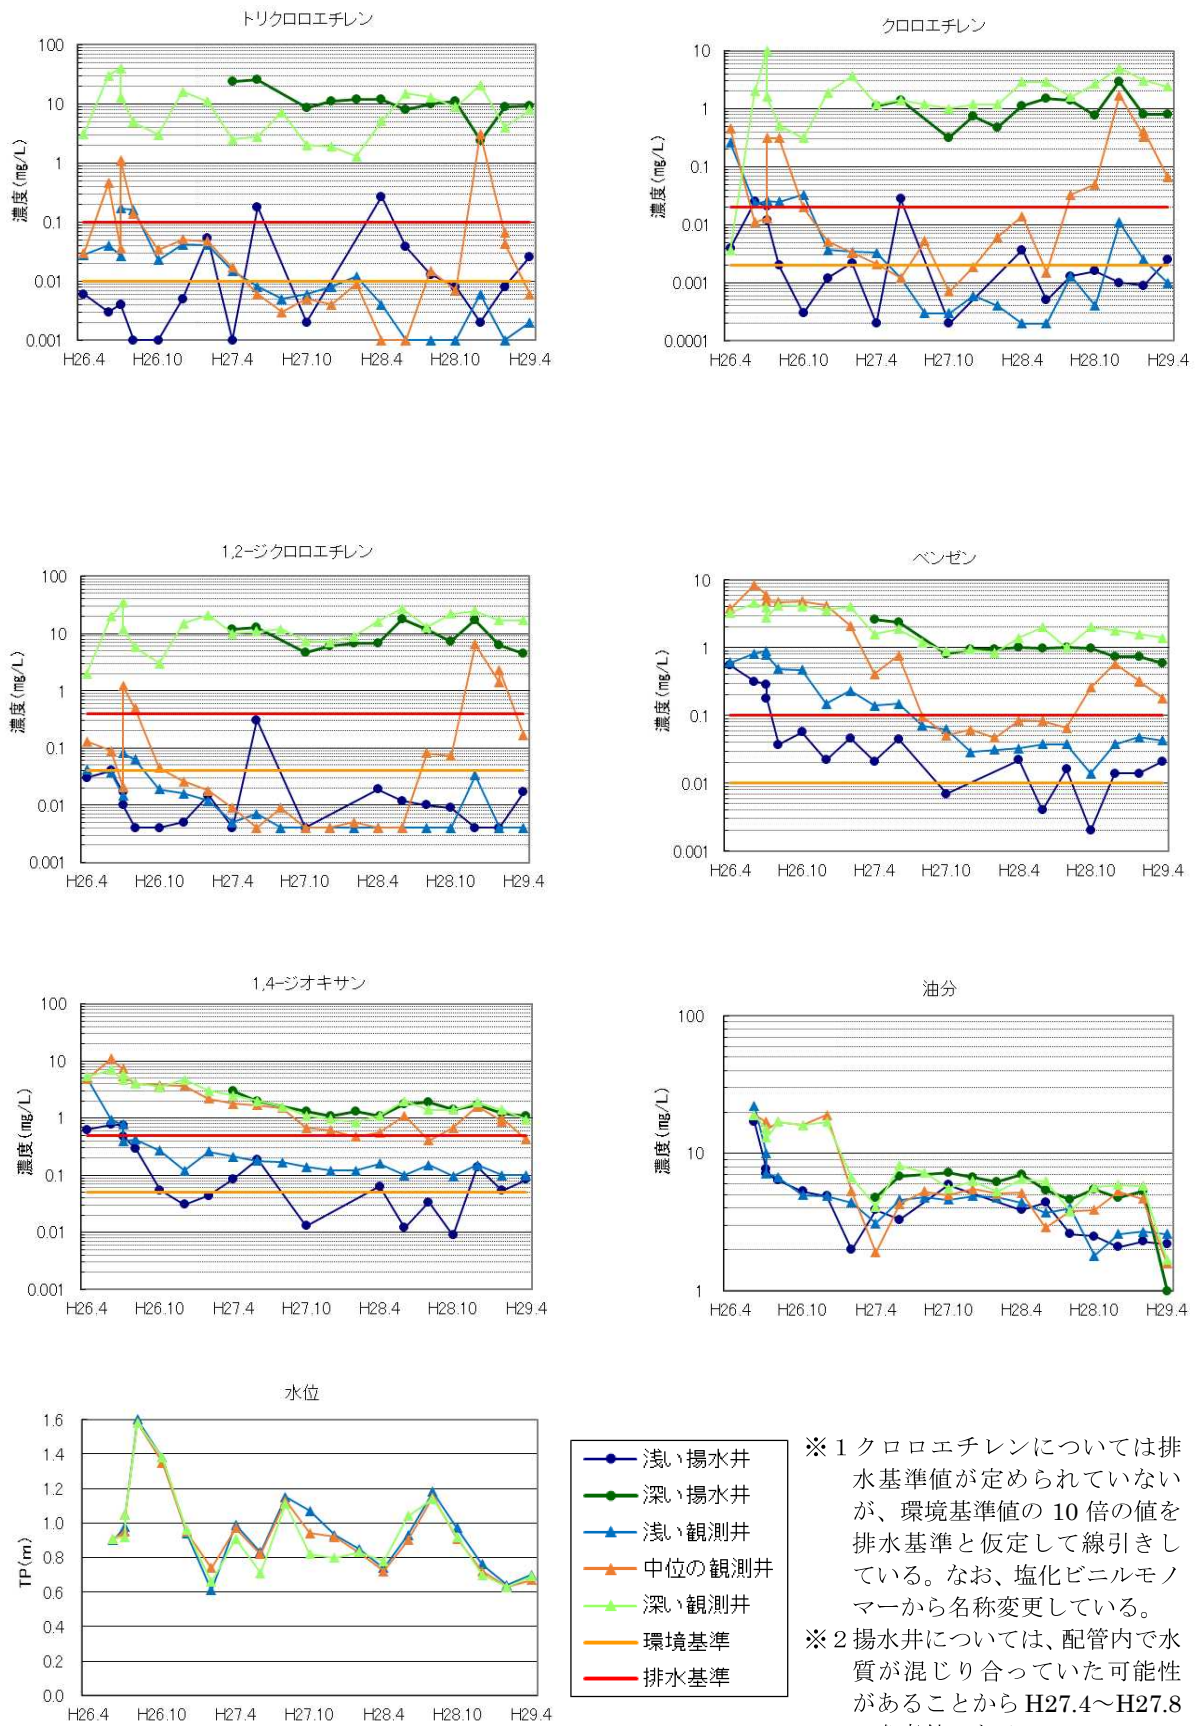 トリクロロエチレン
濃度(mg/L)
100
10
1
0.1
0.01
0.001
H26.4 H26.10 H27.4 H27.10 H28.4 H28.10 H29.4
クロロエチレン
濃度(mg/L)
10
1
0.1
0.01
0.001
0.0001
H26.4 H26.10 H27.4 H27.10 H28.4 H28.10 H29.4
1,2-ジクロロエチレン
濃度(mg/L)
100
10
1
0.1
0.01
0.001
H26.4 H26.10 H27.4 H27.10 H28.4 H28.10 H29.4
ベンゼン
濃度(mg/L)
10
1
0.1
0.01
0.001
H26.4 H26.10 H27.4 H27.10 H28.4 H28.10 H29.4
1,4-ジオキサン
濃度(mg/L)
100
10
1
0.1
0.01
0.001
H26.4 H26.10 H27.4 H27.10 H28.4 H28.10 H29.4
油分
濃度(mg/L)
100
10
1
H26.4 H26.10 H27.4 H27.10 H28.4 H28.10 H29.4
水位
TP(m)
1.6
1.4
1.2
1.0
0.8
0.6
0.4
0.2
0.0
H26.4 H26.10 H27.4 H27.10 H28.4 H28.10 H29.4
浅い揚水井
深い揚水井
浅い観測井
中位の観測井
深い観測井
環境基準
排水基準
※1クロロエチレンについては排
水基準値が定められていない
が、環境基準値の 10 倍の値を
排水基準と仮定して線引きし
ている。なお、塩化ビニルモノ
マーから名称変更している。
※2揚水井については、配管内で水
質が混じり合っていた可能性
があることから H27.4～H27.8